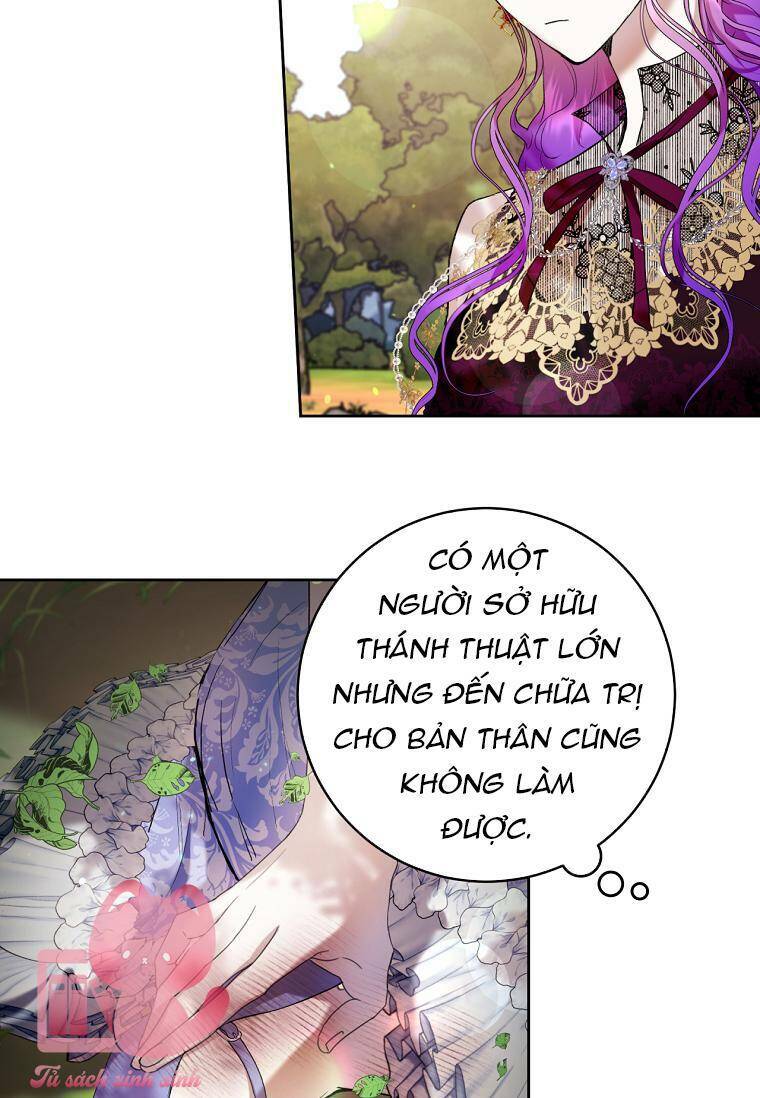 CÓ MỘT
NGƯỜI SỞ HỮU
THÁNH THUẬT LỚN
NHƯNG ĐẾN CHỮA TRỊ
CHO BẢN THÂN CŨNG
KHÔNG LÀM
ĐƯỢC.
Tủ sách xinh xinh